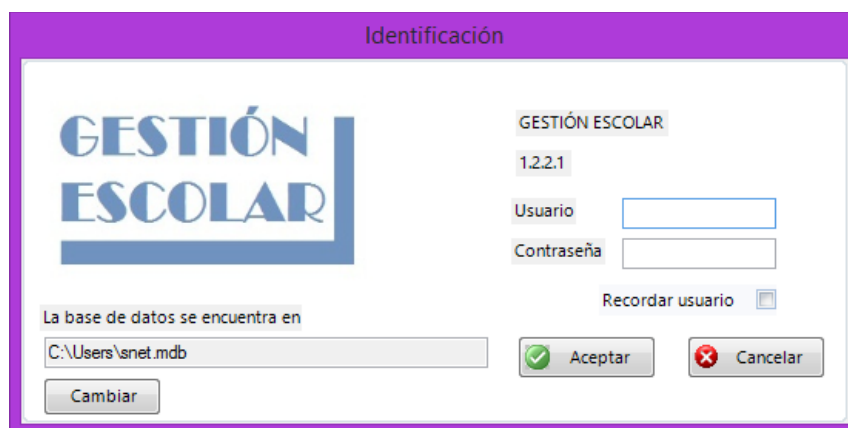 Identificación
GESTIÓN
ESCOLAR
GESTIÓN ESCOLAR
1.2.2.1
Usuario
Contraseña
Recordar usuario
La base de datos se encuentra en
C:\Users\snet.mdb
Aceptar
Cancelar
Cambiar